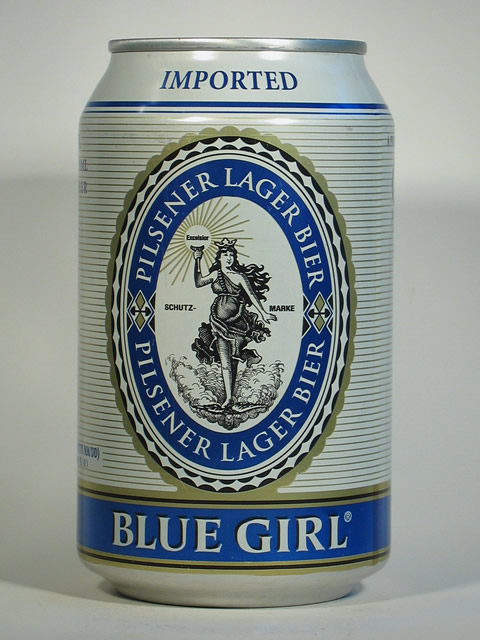 IMPORTED
PILSENER LAGER BIER
Excelsior
SCHUTZ- MARKE
PILSENER LAGER BIER
BLUE GIRL®